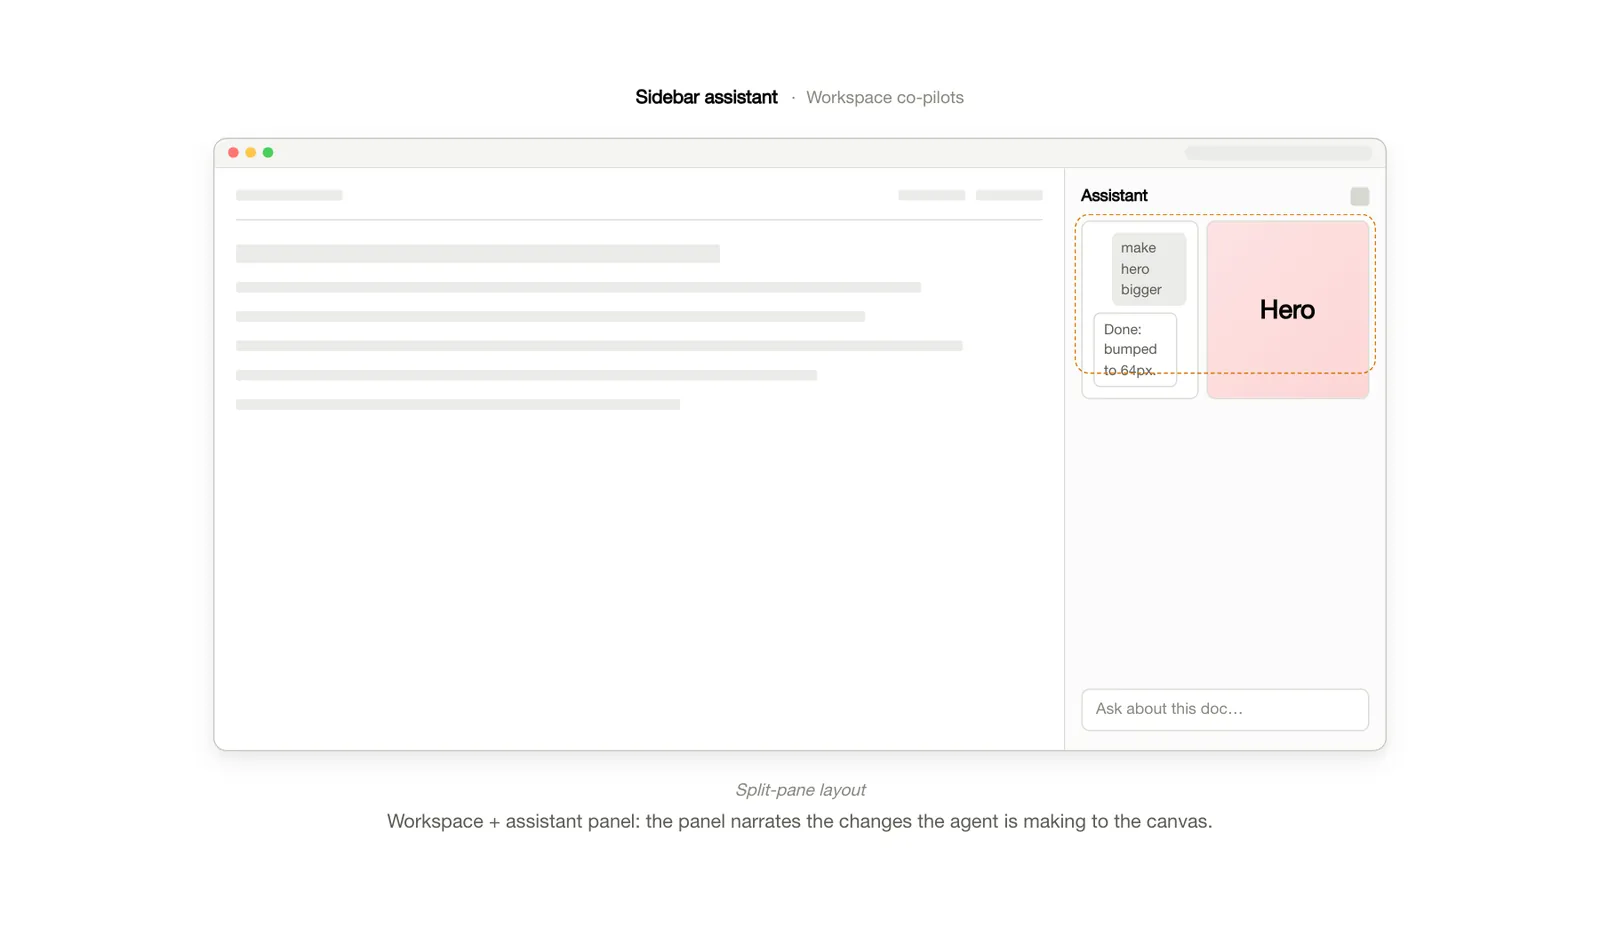 Sidebar assistant · Workspace co-pilots
Assistant
make
hero
bigger
Done:
bumped
to 64px.
Hero
Ask about this doc…
Split-pane layout
Workspace + assistant panel: the panel narrates the changes the agent is making to the canvas.